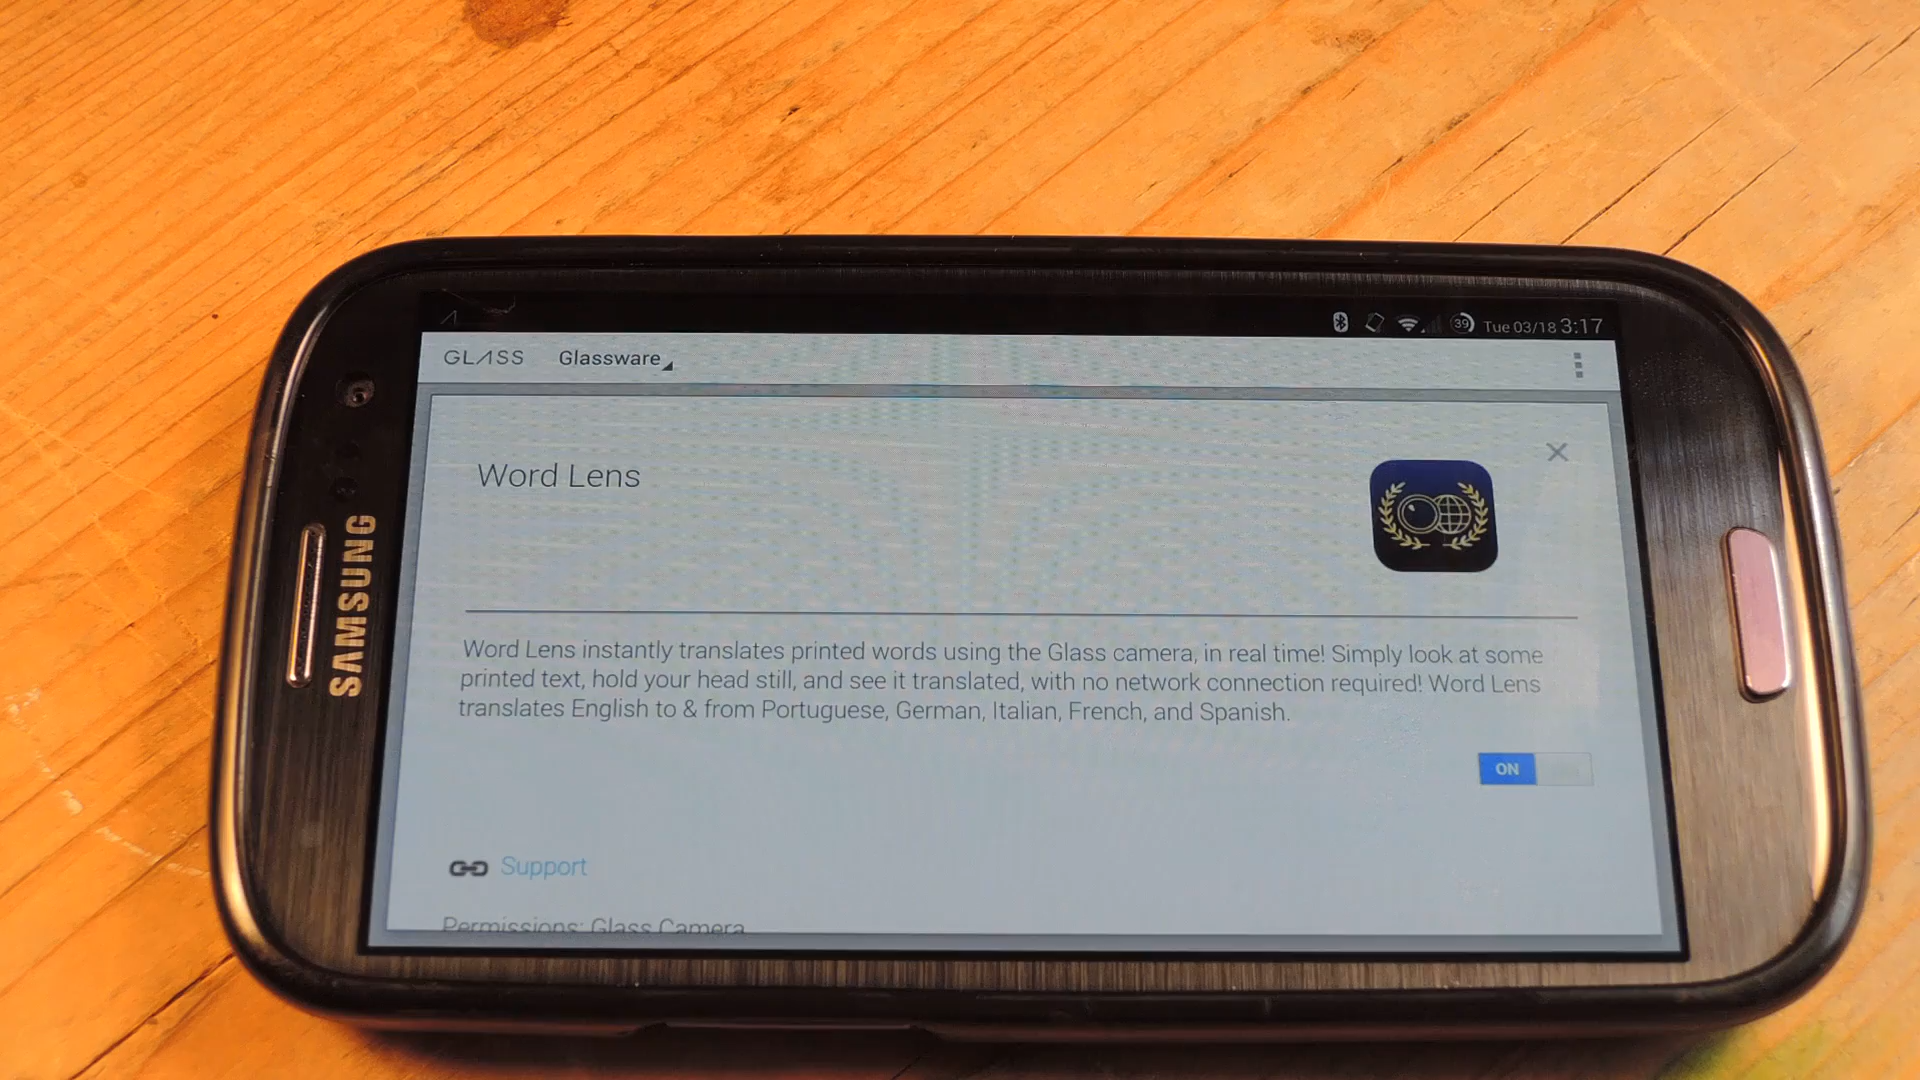 39 Tue 03/18 3:17
GLASS Glassware
Word Lens
SAMSUNG
Word Lens instantly translates printed words using the Glass camera, in real time! Simply look at some
printed text, hold your head still, and see it translated, with no network connection required! Word Lens
translates English to & from Portuguese, German, Italian, French, and Spanish.
ON
Support
Permissions: Glass Camera